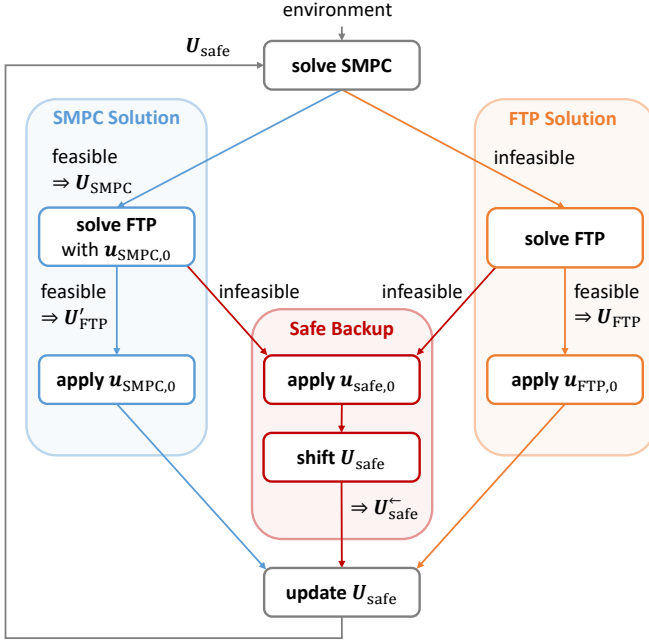 environment
U_safe
solve SMPC
SMPC Solution
FTP Solution
feasible
⇒ U_SMPC
infeasible
solve FTP
with u_SMPC,0
solve FTP
feasible
⇒ U′_FTP
infeasible
infeasible
feasible
⇒ U_FTP
Safe Backup
apply u_SMPC,0
apply u_safe,0
apply u_FTP,0
shift U_safe
⇒ U←_safe
update U_safe